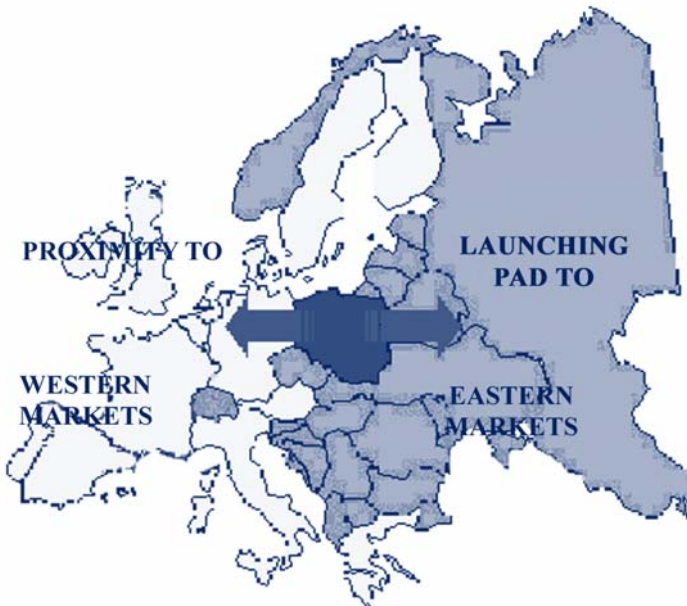 PROXIMITY TO
WESTERN
MARKETS
LAUNCHING
PAD TO
EASTERN
MARKETS